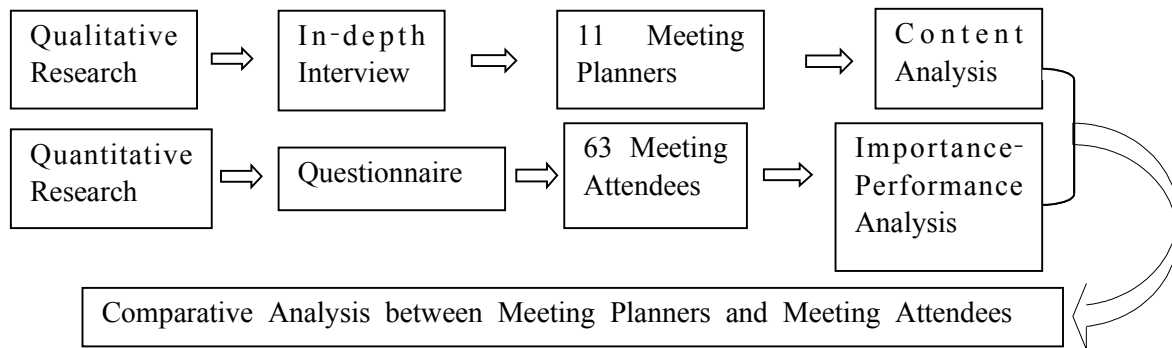 Qualitative
Research
In-depth
Interview
11 Meeting
Planners
Content
Analysis
Quantitative
Research
Questionnaire
63 Meeting
Attendees
Importance-
Performance
Analysis
Comparative Analysis between Meeting Planners and Meeting Attendees